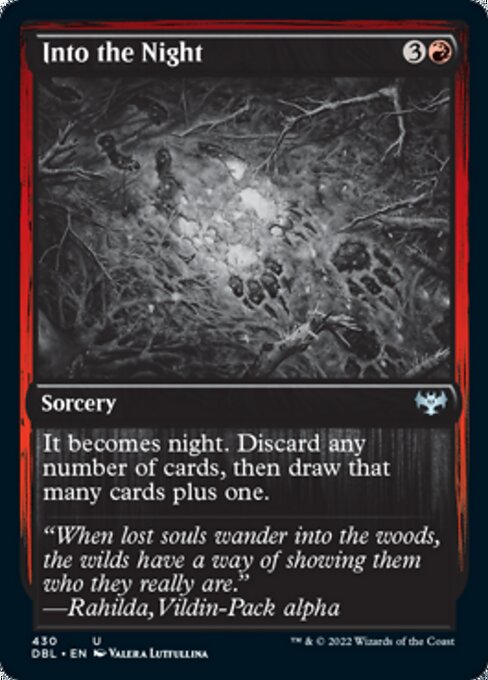 Into the Night 3
Sorcery
It becomes night. Discard any
number of cards, then draw that
many cards plus one.
“When lost souls wander into the woods,
the wilds have a way of showing them
who they really are.”
—Rahilda, Vildin-Pack alpha
430 U
DBL • EN Valera Lutfullina
™ & © 2022 Wizards of the Coast